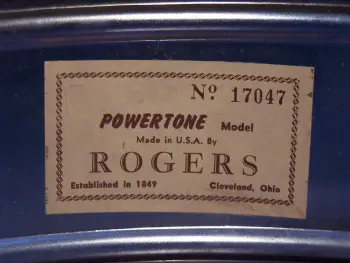 Nº 17047
POWERTONE Model
Made in U.S.A. By
ROGERS
Established in 1849 Cleveland, Ohio